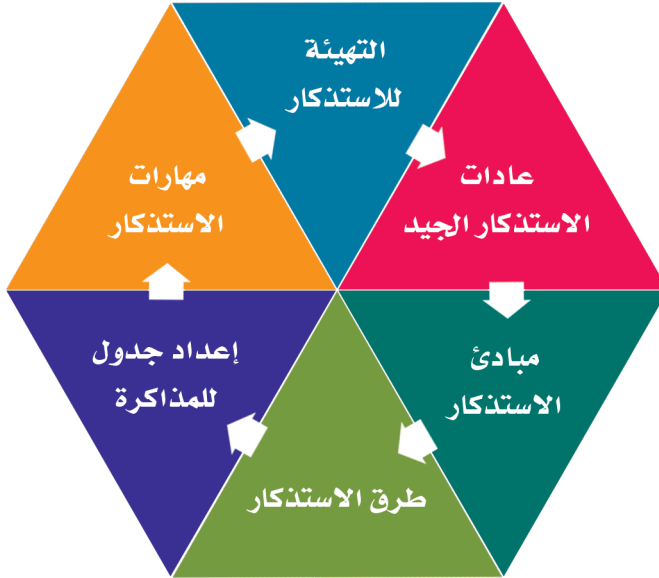 التهيئة
للاستذكار
عادات
الاستذكار الجيد
مبادئ
الاستذكار
طرق الاستذكار
إعداد جدول
للمذاكرة
مهارات
الاستذكار